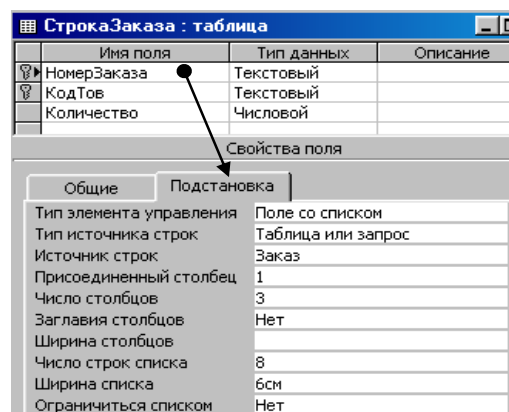 СтрокаЗаказа : таблица
Имя поля Тип данных Описание
НомерЗаказа Текстовый
КодТов Текстовый
Количество Числовой
Свойства поля
Общие Подстановка
Тип элемента управления Поле со списком
Тип источника строк Таблица или запрос
Источник строк Заказ
Присоединенный столбец 1
Число столбцов 3
Заглавия столбцов Нет
Ширина столбцов
Число строк списка 8
Ширина списка 6см
Ограничиться списком Нет